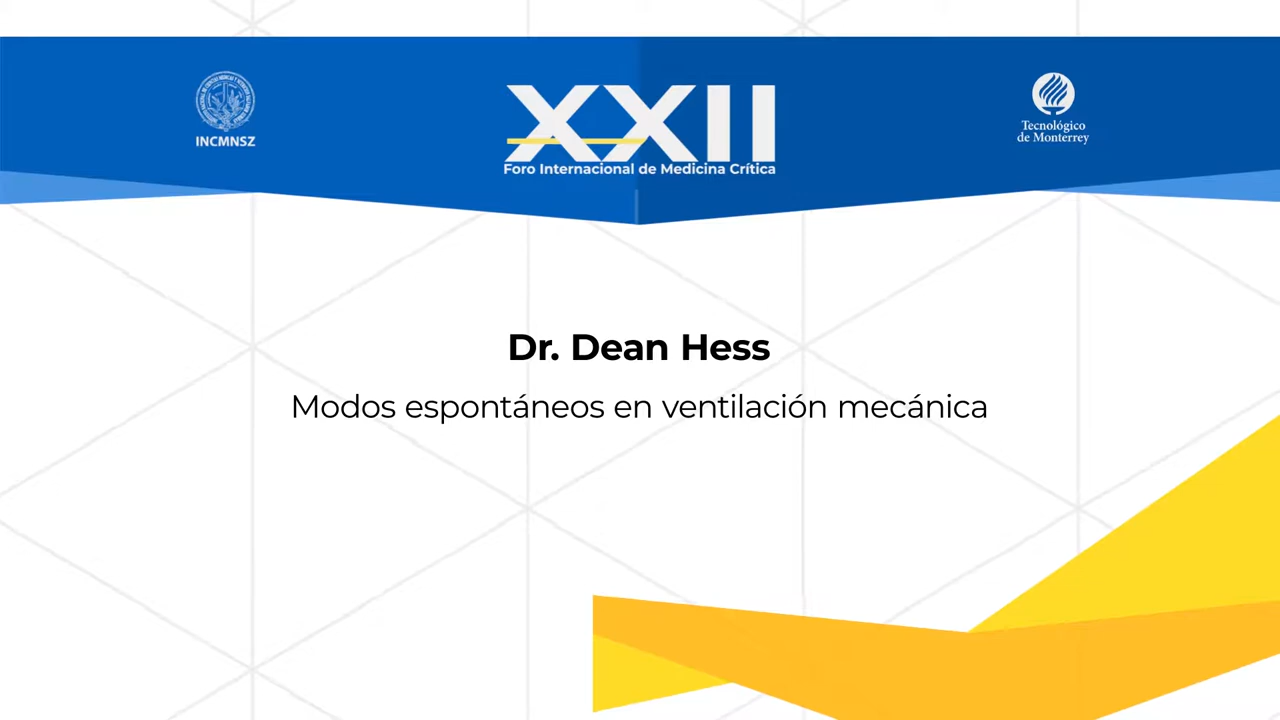 INCMNSZ
XXII
Foro Internacional de Medicina Crítica
Tecnológico
de Monterrey
Dr. Dean Hess
Modos espontáneos en ventilación mecánica